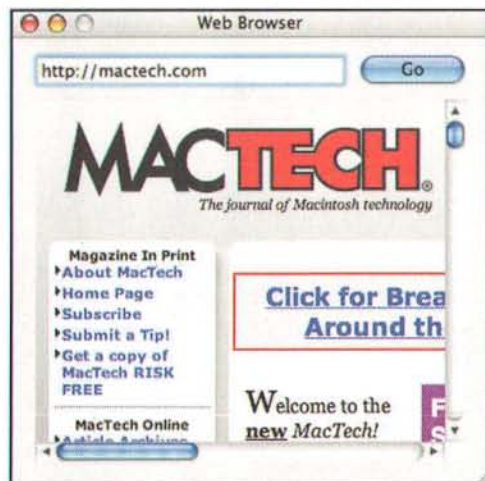 Web Browser
http://mactech.com
Go
MACTECH®
The journal of Macintosh technology
Magazine In Print
About MacTech
Home Page
Subscribe
Submit a Tip!
Get a copy of
MacTech RISK
FREE
MacTech Online
Article Archives
Click for Brea
Around th
Welcome to the
new MacTech!
F
S